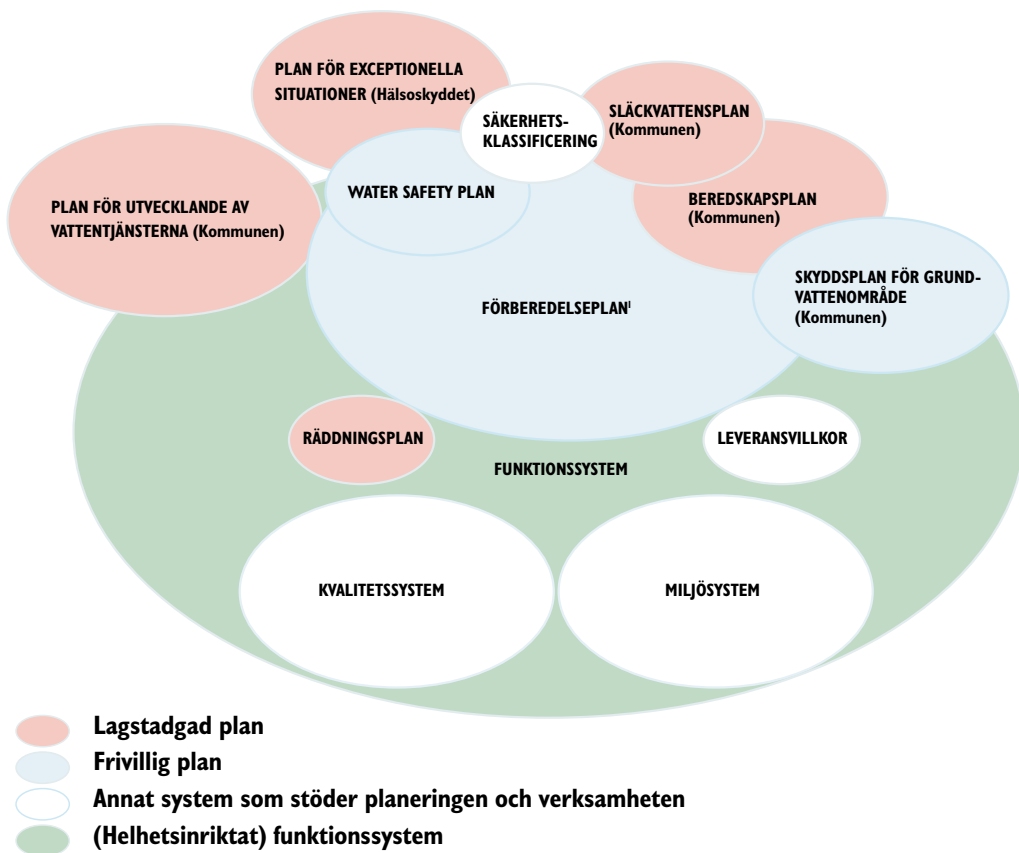 PLAN FÖR EXCEPTIONELLA
SITUATIONER (Hälsoskyddet)
SÄKERHETS-
KLASSIFICERING
SLÄCKVATTENSPLAN
(Kommunen)
WATER SAFETY PLAN
BEREDSKAPSPLAN
(Kommunen)
PLAN FÖR UTVECKLANDE AV
VATTENTJÄNSTERNA (Kommunen)
SKYDDSPLAN FÖR GRUND-
VATTENOMRÅDE
(Kommunen)
FÖRBEREDELSEPLAN¹
RÄDDNINGSPLAN
LEVERANSVILLKOR
FUNKTIONSSYSTEM
KVALITETSSYSTEM
MILJÖSYSTEM
Lagstadgad plan
Frivillig plan
Annat system som stöder planeringen och verksamheten
(Helhetsinriktat) funktionssystem